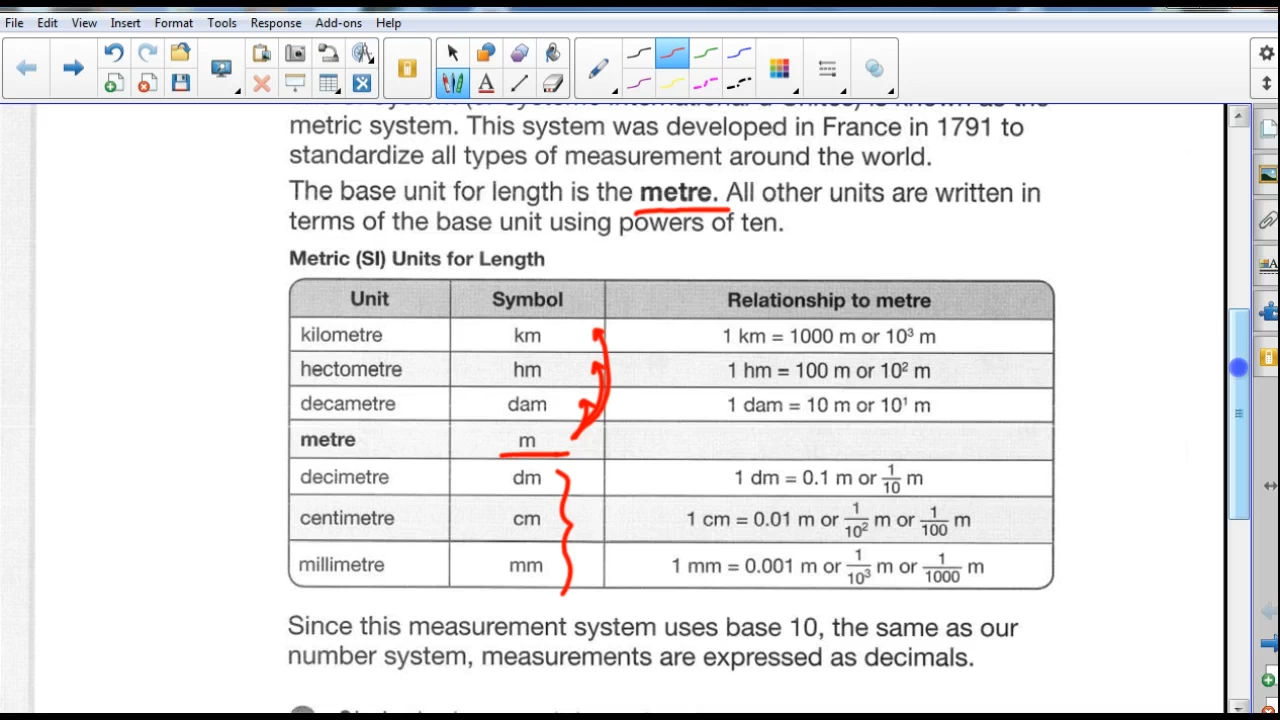 File Edit View Insert Format Tools Response Add-ons Help
metric system. This system was developed in France in 1791 to
standardize all types of measurement around the world.
The base unit for length is the metre. All other units are written in
terms of the base unit using powers of ten.
Metric (SI) Units for Length
Unit Symbol Relationship to metre
kilometre km 1 km = 1000 m or 10³ m
hectometre hm 1 hm = 100 m or 10² m
decametre dam 1 dam = 10 m or 10¹ m
metre m
decimetre dm 1 dm = 0.1 m or 1/10 m
centimetre cm 1 cm = 0.01 m or 1/10² m or 1/100 m
millimetre mm 1 mm = 0.001 m or 1/10³ m or 1/1000 m
Since this measurement system uses base 10, the same as our
number system, measurements are expressed as decimals.